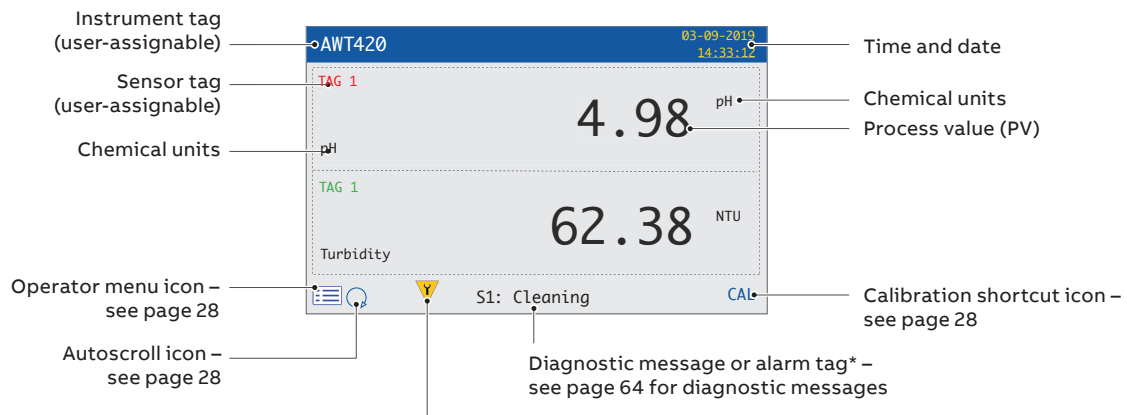 Instrument tag
(user-assignable)
AWT420
03-09-2019
14:33:12
Time and date
Sensor tag
(user-assignable)
TAG 1
pH
Chemical units
4.98
Process value (PV)
Chemical units
pH
TAG 1
62.38
NTU
Turbidity
Operator menu icon –
see page 28
Y
S1: Cleaning
CAL
Calibration shortcut icon –
see page 28
Autoscroll icon –
see page 28
Diagnostic message or alarm tag* –
see page 64 for diagnostic messages